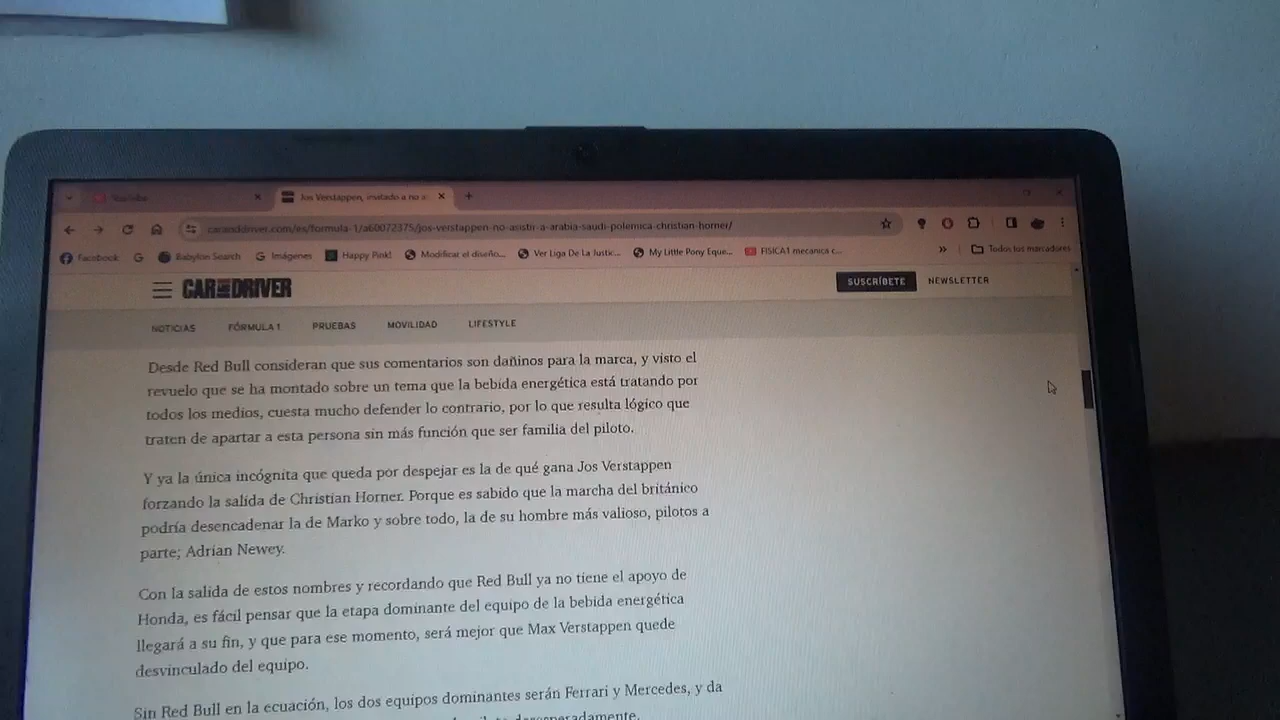 YouTube
Jos Verstappen, invitado a no a
caranddriver.com/es/formula-1/a60072375/jos-verstappen-no-asistir-a-arabia-saudi-polemica-christian-horner/
Facebook
Babylon Search
Imágenes
Happy Pink!
Modificar el diseño...
Ver Liga De La Justic...
My Little Pony Eque...
FISICA1 mecanica c...
Todos los marcadores
CAR AND DRIVER
SUSCRÍBETE
NEWSLETTER
NOTICIAS
FÓRMULA 1
PRUEBAS
MOVILIDAD
LIFESTYLE
Desde Red Bull consideran que sus comentarios son dañinos para la marca, y visto el
revuelo que se ha montado sobre un tema que la bebida energética está tratando por
todos los medios, cuesta mucho defender lo contrario, por lo que resulta lógico que
traten de apartar a esta persona sin más función que ser familia del piloto.
Y ya la única incógnita que queda por despejar es la de qué gana Jos Verstappen
forzando la salida de Christian Horner. Porque es sabido que la marcha del británico
podría desencadenar la de Marko y sobre todo, la de su hombre más valioso, pilotos a
parte; Adrian Newey.
Con la salida de estos nombres y recordando que Red Bull ya no tiene el apoyo de
Honda, es fácil pensar que la etapa dominante del equipo de la bebida energética
llegará a su fin, y que para ese momento, será mejor que Max Verstappen quede
desvinculado del equipo.
Sin Red Bull en la ecuación, los dos equipos dominantes serán Ferrari y Mercedes, y da
desesperadamente.